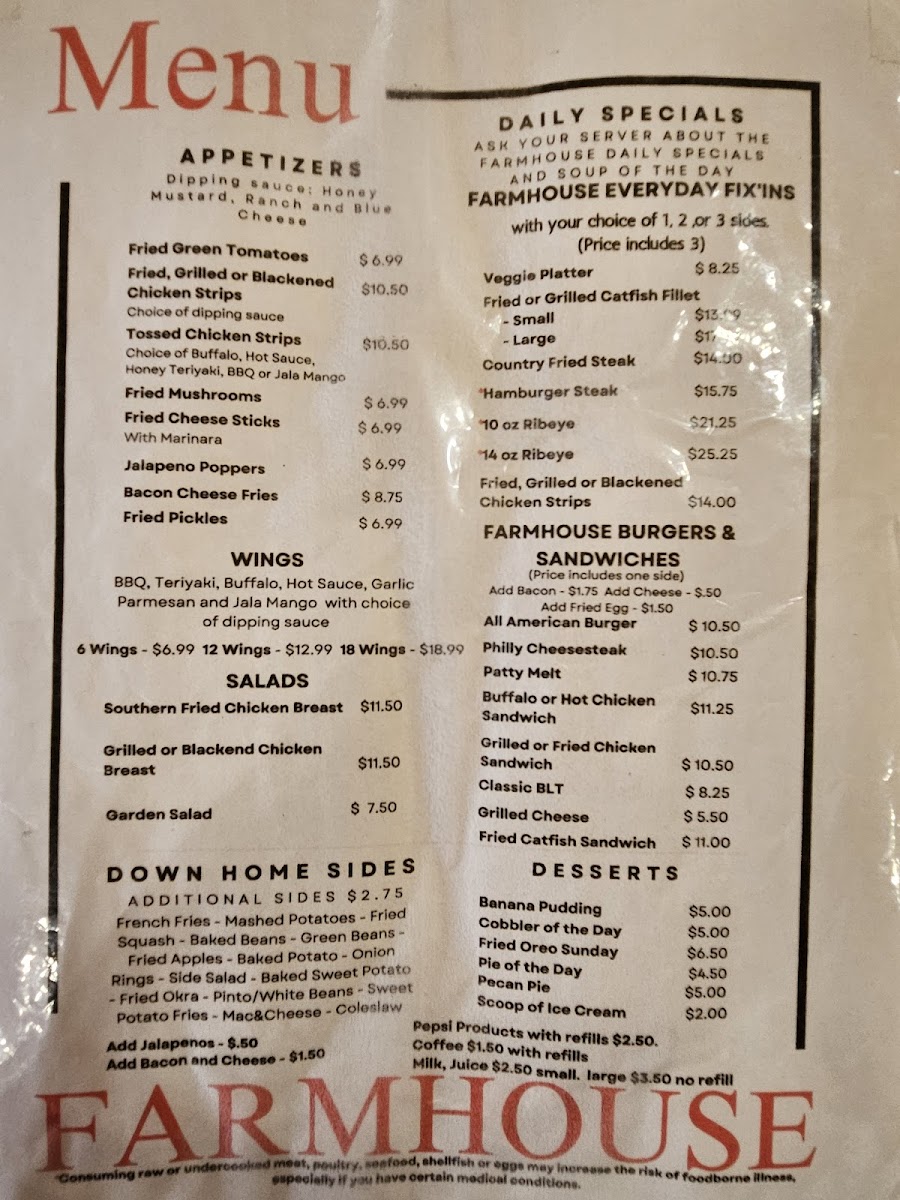 Menu
APPETIZERS
Dipping sauce: Honey
Mustard, Ranch and Blue
Cheese
Fried Green Tomatoes $6.99
Fried, Grilled or Blackened
Chicken Strips $10.50
Choice of dipping sauce
Tossed Chicken Strips $10.50
Choice of Buffalo, Hot Sauce,
Honey Teriyaki, BBQ or Jala Mango
Fried Mushrooms $6.99
Fried Cheese Sticks $6.99
With Marinara
Jalapeno Poppers $6.99
Bacon Cheese Fries $8.75
Fried Pickles $6.99
WINGS
BBQ, Teriyaki, Buffalo, Hot Sauce, Garlic
Parmesan and Jala Mango with choice
of dipping sauce
6 Wings - $6.99 12 Wings - $12.99 18 Wings - $18.99
SALADS
Southern Fried Chicken Breast $11.50
Grilled or Blackend Chicken
Breast $11.50
Garden Salad $ 7.50
DOWN HOME SIDES
ADDITIONAL SIDES $2.75
French Fries - Mashed Potatoes - Fried
Squash - Baked Beans - Green Beans -
Fried Apples - Baked Potato - Onion
Rings - Side Salad - Baked Sweet Potato
- Fried Okra - Pinto/White Beans - Sweet
Potato Fries - Mac&Cheese - Coleslaw
Add Jalapenos - $.50
Add Bacon and Cheese - $1.50
DAILY SPECIALS
ASK YOUR SERVER ABOUT THE
FARMHOUSE DAILY SPECIALS
AND SOUP OF THE DAY
FARMHOUSE EVERYDAY FIX'INS
with your choice of 1, 2 ,or 3 sides.
(Price includes 3)
Veggie Platter $8.25
Fried or Grilled Catfish Fillet
- Small
- Large
Country Fried Steak $14.00
*Hamburger Steak $15.75
*10 oz Ribeye $21.25
*14 oz Ribeye $25.25
Fried, Grilled or Blackened
Chicken Strips $14.00
FARMHOUSE BURGERS &
SANDWICHES
(Price includes one side)
Add Bacon - $1.75 Add Cheese - $.50
Add Fried Egg - $1.50
All American Burger $ 10.50
Philly Cheesesteak $10.50
Patty Melt $ 10.75
Buffalo or Hot Chicken
Sandwich $11.25
Grilled or Fried Chicken
Sandwich $ 10.50
Classic BLT $ 8.25
Grilled Cheese $ 5.50
Fried Catfish Sandwich $ 11.00
DESSERTS
Banana Pudding $5.00
Cobbler of the Day $5.00
Fried Oreo Sunday $6.50
Pie of the Day $4.50
Pecan Pie $5.00
Scoop of Ice Cream $2.00
Pepsi Products with refills $2.50.
Coffee $1.50 with refills
Milk, Juice $2.50 small. large $3.50 no refill
FARMHOUSE
*Consuming raw or undercooked meat, poultry, seafood, shellfish or eggs may increase the risk of foodborne illness,
especially if you have certain medical conditions.